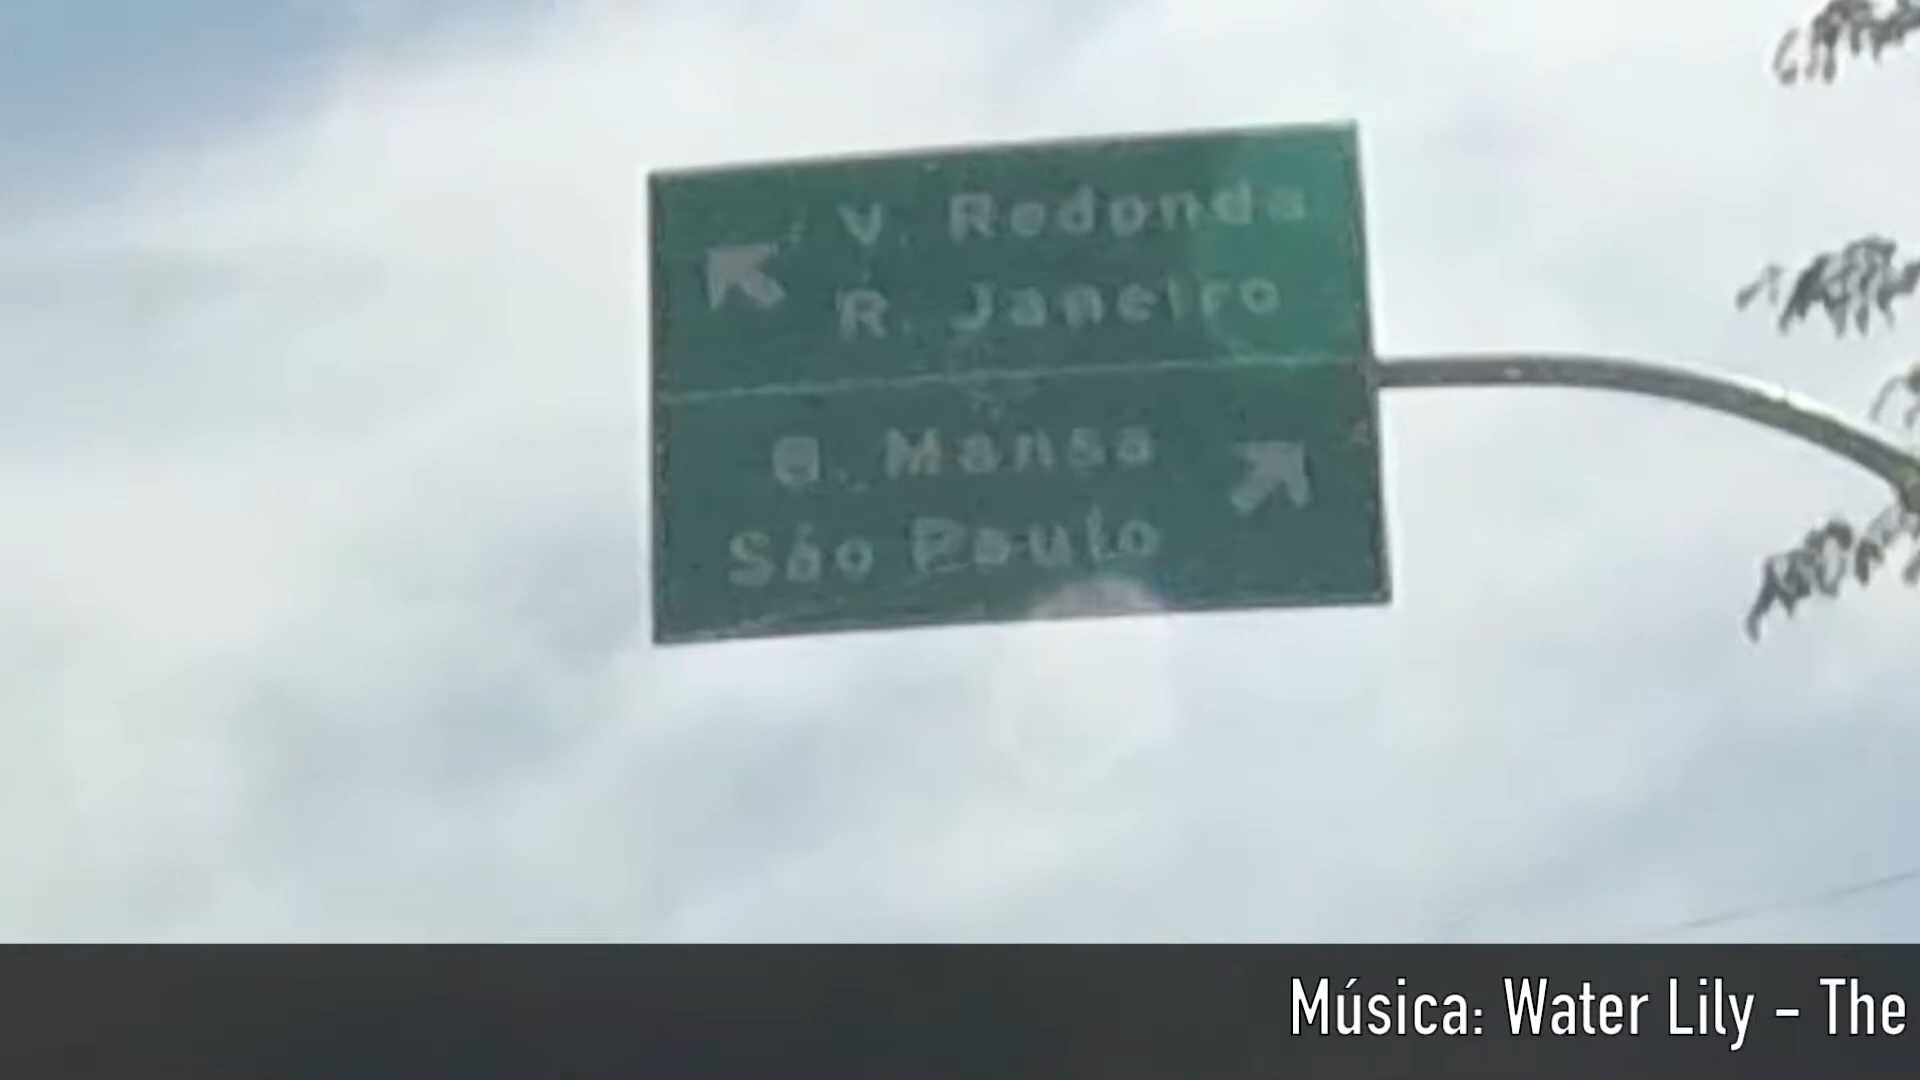 V. Redonda
R. Janeiro
B. Mansa
São Paulo
Música: Water Lily - The